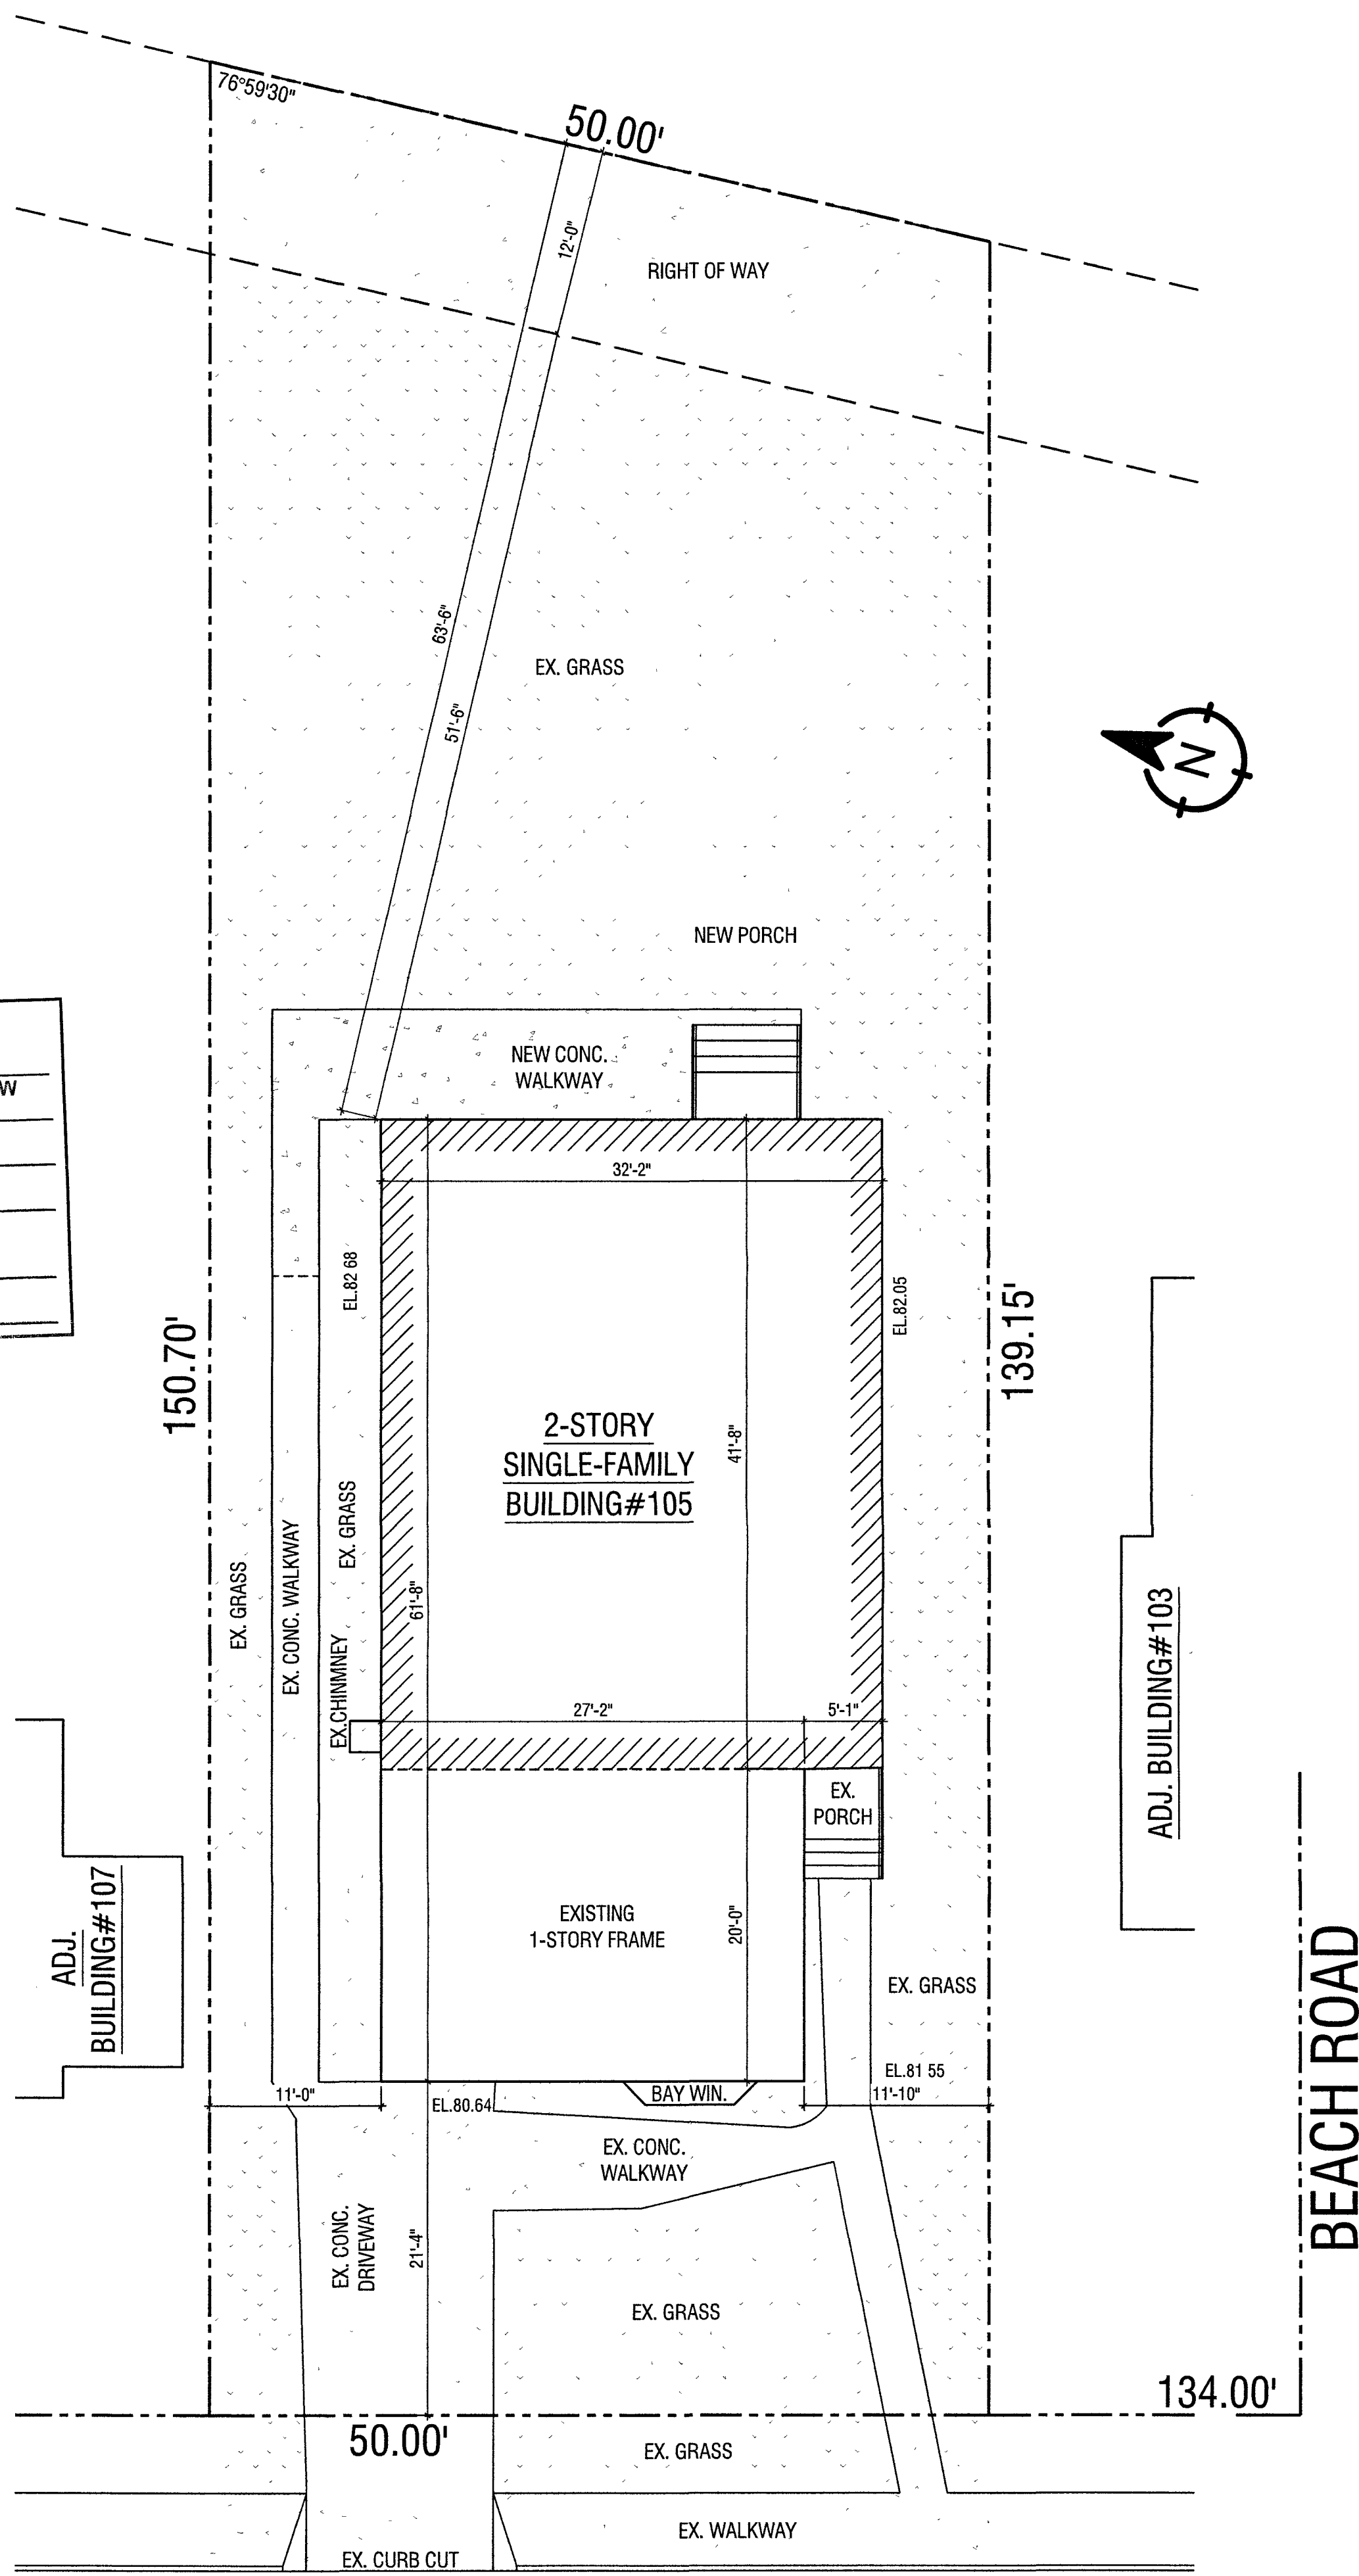 76°59'30"
50.00'
12'-0"
RIGHT OF WAY
63'-6"
51'-6"
EX. GRASS
N
NEW PORCH
NEW CONC.
WALKWAY
W
32'-2"
EL.82 68
EL.82.05
150.70'
139.15'
2-STORY
SINGLE-FAMILY
BUILDING#105
41'-8"
61'-8"
EX. GRASS
EX. CONC. WALKWAY
EX. GRASS
EX.CHINMNEY
27'-2"
5'-1"
EX.
PORCH
ADJ. BUILDING#103
ADJ.
BUILDING#107
EXISTING
1-STORY FRAME
20'-0"
EX. GRASS
EL.81 55
11'-0"
EL.80.64
BAY WIN.
11'-10"
EX. CONC.
WALKWAY
EX. CONC.
DRIVEWAY
21'-4"
EX. GRASS
BEACH ROAD
134.00'
50.00'
EX. GRASS
EX. WALKWAY
EX. CURB CUT